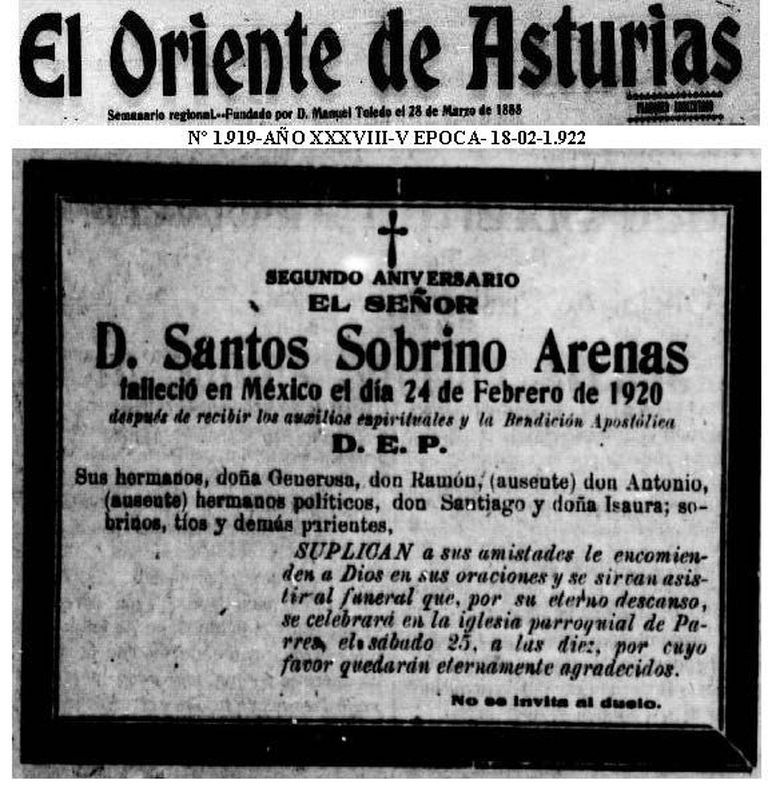 El Oriente de Asturias
Semanario regional.--Fundado por D. Manuel Toledo el 28 de Marzo de 1868
Nº 1.919-AÑO XXXVIII-V EPOCA- 18-02-1.922
SEGUNDO ANIVERSARIO
EL SEÑOR
D. Santos Sobrino Arenas
falleció en México el día 24 de Febrero de 1920
después de recibir los auxilios espirituales y la Bendición Apostólica
D. E. P.
Sus hermanos, doña Generosa, don Ramón, (ausente) don Antonio,
(ausente) hermanos políticos, don Santiago y doña Isaura; so-
brinos, tíos y demás parientes,
SUPLICAN a sus amistades le encomien-
den a Dios en sus oraciones y se sirvan asis-
tir al funeral que, por su eterno descanso,
se celebrará en la iglesia parroquial de Pa-
rres, el sábado 25, a las diez, por cuyo
favor quedarán eternamente agradecidos.
No se invita al duelo.